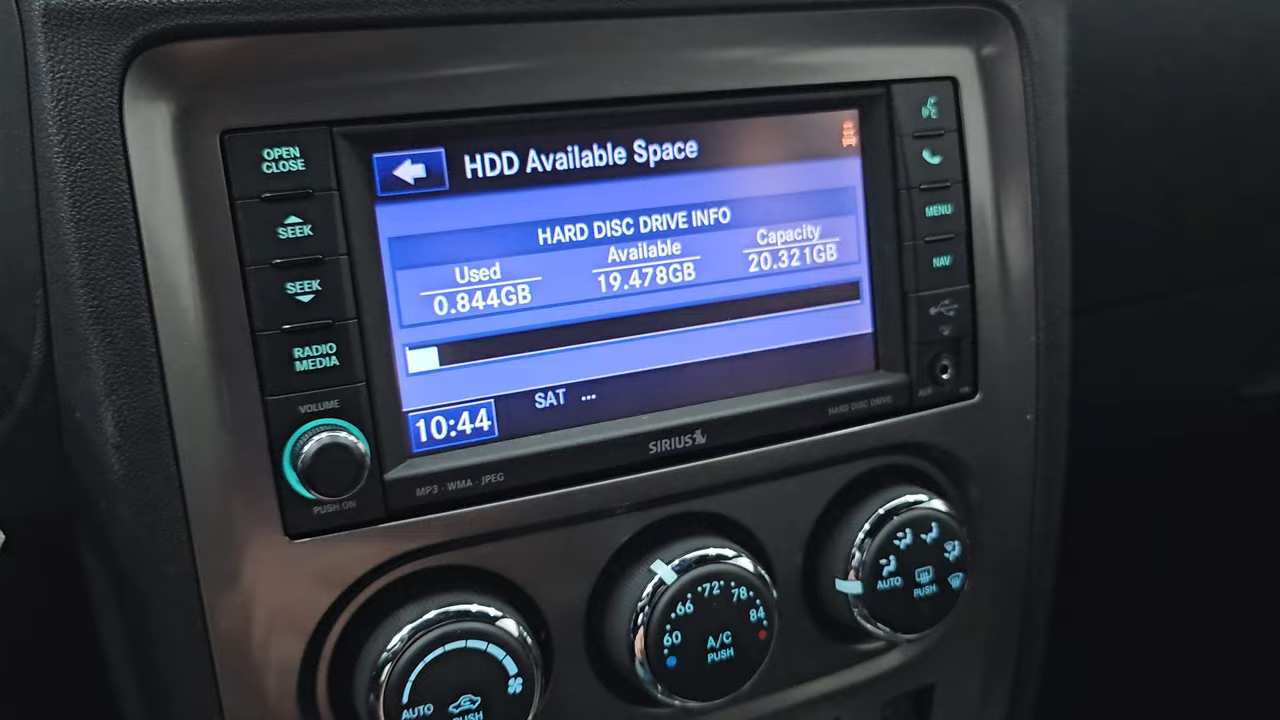 OPEN
CLOSE
SEEK
SEEK
RADIO
MEDIA
VOLUME
PUSH ON
HDD Available Space
HARD DISC DRIVE INFO
Used
Available
Capacity
0.844GB
19.478GB
20.321GB
10:44
SAT ...
MP3 · WMA · JPEG
SIRIUS
HARD DISC DRIVE
MENU
NAV
AUX
AUTO
PUSH
60
66
72
78
84
A/C
PUSH
AUTO
PUSH